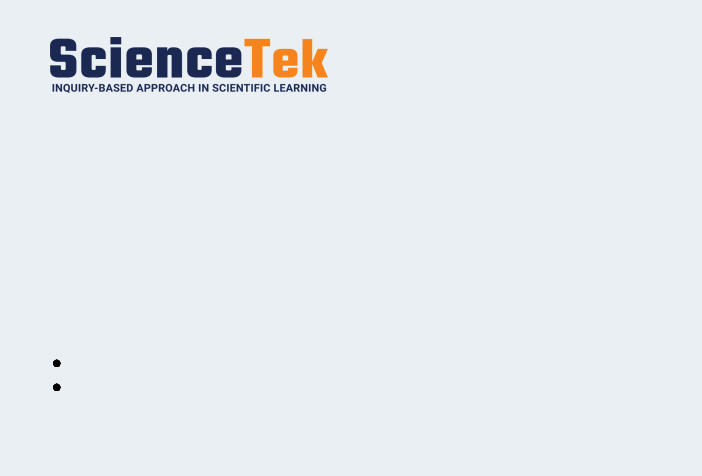 ScienceTek
INQUIRY-BASED APPROACH IN SCIENTIFIC LEARNING